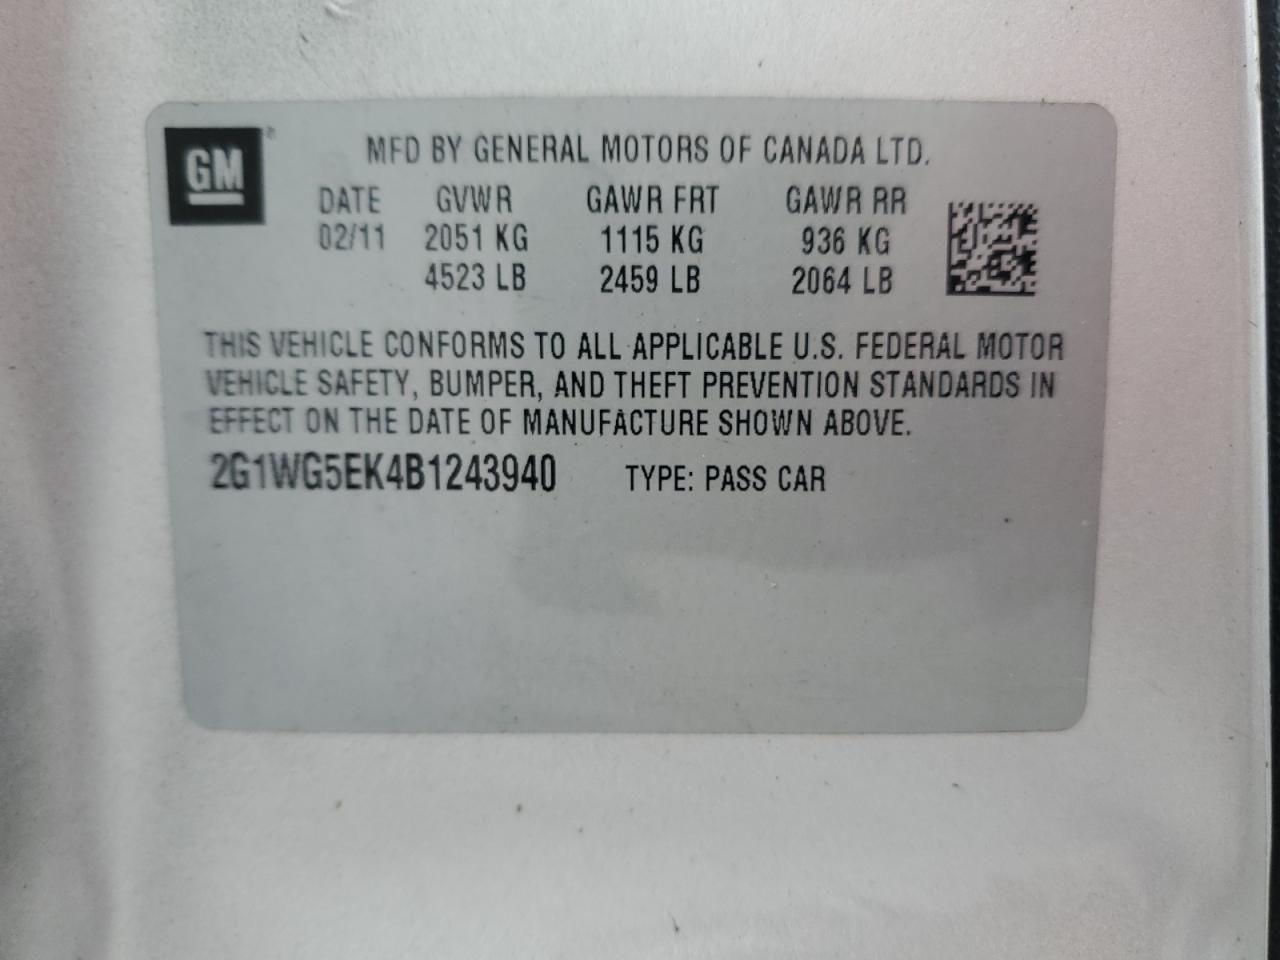 GM®
MFD BY GENERAL MOTORS OF CANADA LTD.
DATE GVWR GAWR FRT GAWR RR
02/11 2051 KG 1115 KG 936 KG
4523 LB 2459 LB 2064 LB
THIS VEHICLE CONFORMS TO ALL APPLICABLE U.S. FEDERAL MOTOR
VEHICLE SAFETY, BUMPER, AND THEFT PREVENTION STANDARDS IN
EFFECT ON THE DATE OF MANUFACTURE SHOWN ABOVE.
2G1WG5EK4B1243940 TYPE: PASS CAR